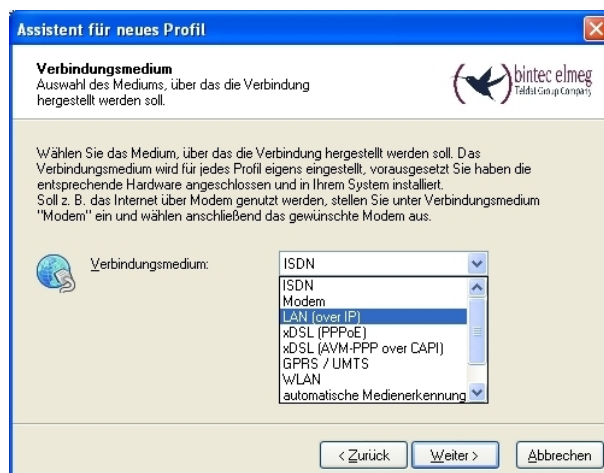 Assistent für neues Profil
Verbindungsmedium
Auswahl des Mediums, über das die Verbindung
hergestellt werden soll.
bintec elmeg
Teldat Group Company
Wählen Sie das Medium, über das die Verbindung hergestellt werden soll. Das
Verbindungsmedium wird für jedes Profil eigens eingestellt, vorausgesetzt Sie haben die
entsprechende Hardware angeschlossen und in Ihrem System installiert.
Soll z. B. das Internet über Modem genutzt werden, stellen Sie unter Verbindungsmedium
"Modem" ein und wählen anschließend das gewünschte Modem aus.
Verbindungsmedium:
ISDN
ISDN
Modem
LAN (over IP)
xDSL (PPPoE)
xDSL (AVM-PPP over CAPI)
GPRS / UMTS
WLAN
automatische Medienerkennung
< Zurück
Weiter >
Abbrechen